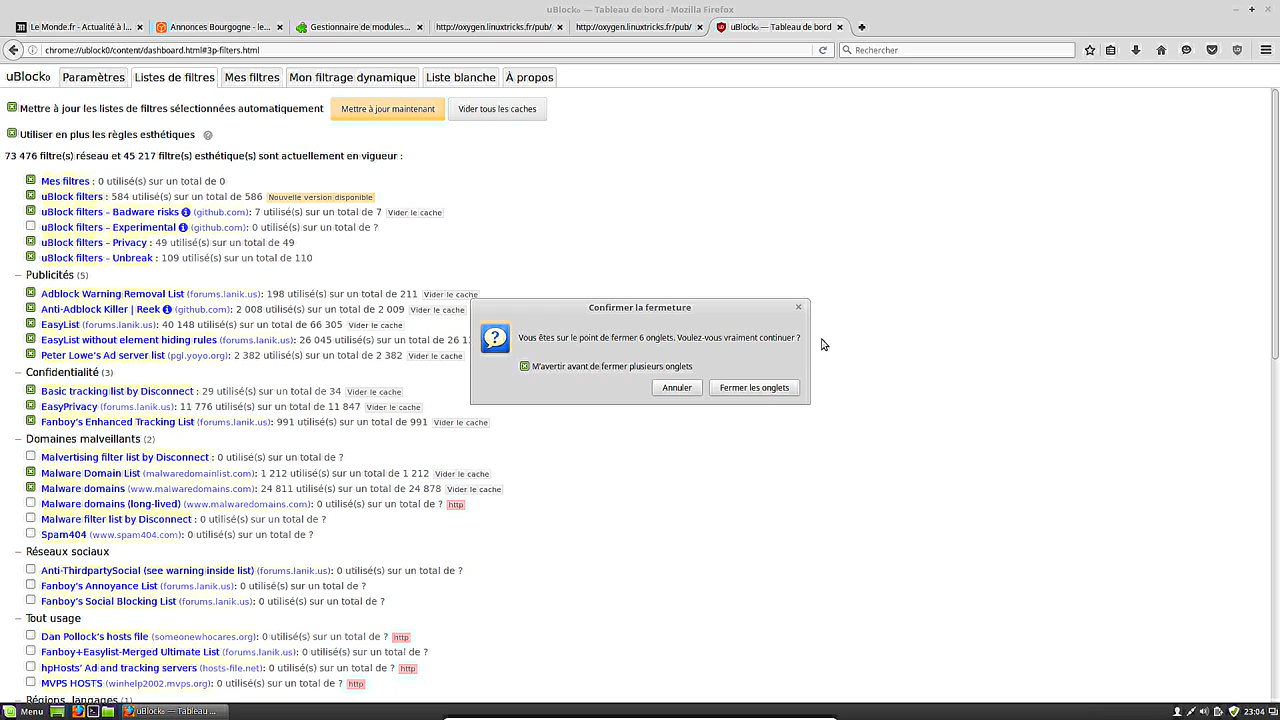 uBlock₀ — Tableau de bord - Mozilla Firefox
Le Monde.fr - Actualité à l... × Annonces Bourgogne - le... × Gestionnaire de modules... × http://oxygen.linuxtricks.fr/pub/ × http://oxygen.linuxtricks.fr/pub/ × uBlock₀ — Tableau de bord ×
chrome://ublock0/content/dashboard.html#3p-filters.html Rechercher
uBlock₀ Paramètres Listes de filtres Mes filtres Mon filtrage dynamique Liste blanche À propos
Mettre à jour les listes de filtres sélectionnées automatiquement Mettre à jour maintenant Vider tous les caches
Utiliser en plus les règles esthétiques ?
73 476 filtre(s) réseau et 45 217 filtre(s) esthétique(s) sont actuellement en vigueur :
Mes filtres : 0 utilisé(s) sur un total de 0
uBlock filters : 584 utilisé(s) sur un total de 586 Nouvelle version disponible
uBlock filters – Badware risks (github.com): 7 utilisé(s) sur un total de 7 Vider le cache
uBlock filters – Experimental (github.com): 0 utilisé(s) sur un total de ?
uBlock filters – Privacy : 49 utilisé(s) sur un total de 49
uBlock filters – Unbreak : 109 utilisé(s) sur un total de 110
– Publicités (5)
Adblock Warning Removal List (forums.lanik.us): 198 utilisé(s) sur un total de 211 Vider le cache
Anti-Adblock Killer | Reek (github.com): 2 008 utilisé(s) sur un total de 2 009 Vider le cache
EasyList (forums.lanik.us): 40 148 utilisé(s) sur un total de 66 305 Vider le cache
EasyList without element hiding rules (forums.lanik.us): 26 045 utilisé(s) sur un total de 26 1
Peter Lowe's Ad server list (pgl.yoyo.org): 2 382 utilisé(s) sur un total de 2 382 Vider le cache
Confirmer la fermeture ×
Vous êtes sur le point de fermer 6 onglets. Voulez-vous vraiment continuer ?
M'avertir avant de fermer plusieurs onglets
Annuler Fermer les onglets
– Confidentialité (3)
Basic tracking list by Disconnect : 29 utilisé(s) sur un total de 34 Vider le cache
EasyPrivacy (forums.lanik.us): 11 776 utilisé(s) sur un total de 11 847 Vider le cache
Fanboy's Enhanced Tracking List (forums.lanik.us): 991 utilisé(s) sur un total de 991 Vider le cache
– Domaines malveillants (2)
Malvertising filter list by Disconnect : 0 utilisé(s) sur un total de ?
Malware Domain List (malwaredomainlist.com): 1 212 utilisé(s) sur un total de 1 212 Vider le cache
Malware domains (www.malwaredomains.com): 24 811 utilisé(s) sur un total de 24 878 Vider le cache
Malware domains (long-lived) (www.malwaredomains.com): 0 utilisé(s) sur un total de ? http
Malware filter list by Disconnect : 0 utilisé(s) sur un total de ?
Spam404 (www.spam404.com): 0 utilisé(s) sur un total de ?
– Réseaux sociaux
Anti-ThirdpartySocial (see warning inside list) (forums.lanik.us): 0 utilisé(s) sur un total de ?
Fanboy's Annoyance List (forums.lanik.us): 0 utilisé(s) sur un total de ?
Fanboy's Social Blocking List (forums.lanik.us): 0 utilisé(s) sur un total de ?
– Tout usage
Dan Pollock's hosts file (someonewhocares.org): 0 utilisé(s) sur un total de ? http
Fanboy+Easylist-Merged Ultimate List (forums.lanik.us): 0 utilisé(s) sur un total de ?
hpHosts' Ad and tracking servers (hosts-file.net): 0 utilisé(s) sur un total de ? http
MVPS HOSTS (winhelp2002.mvps.org): 0 utilisé(s) sur un total de ? http
– Régions, langages (1)
Menu uBlock₀ — Tableau ... 23:04